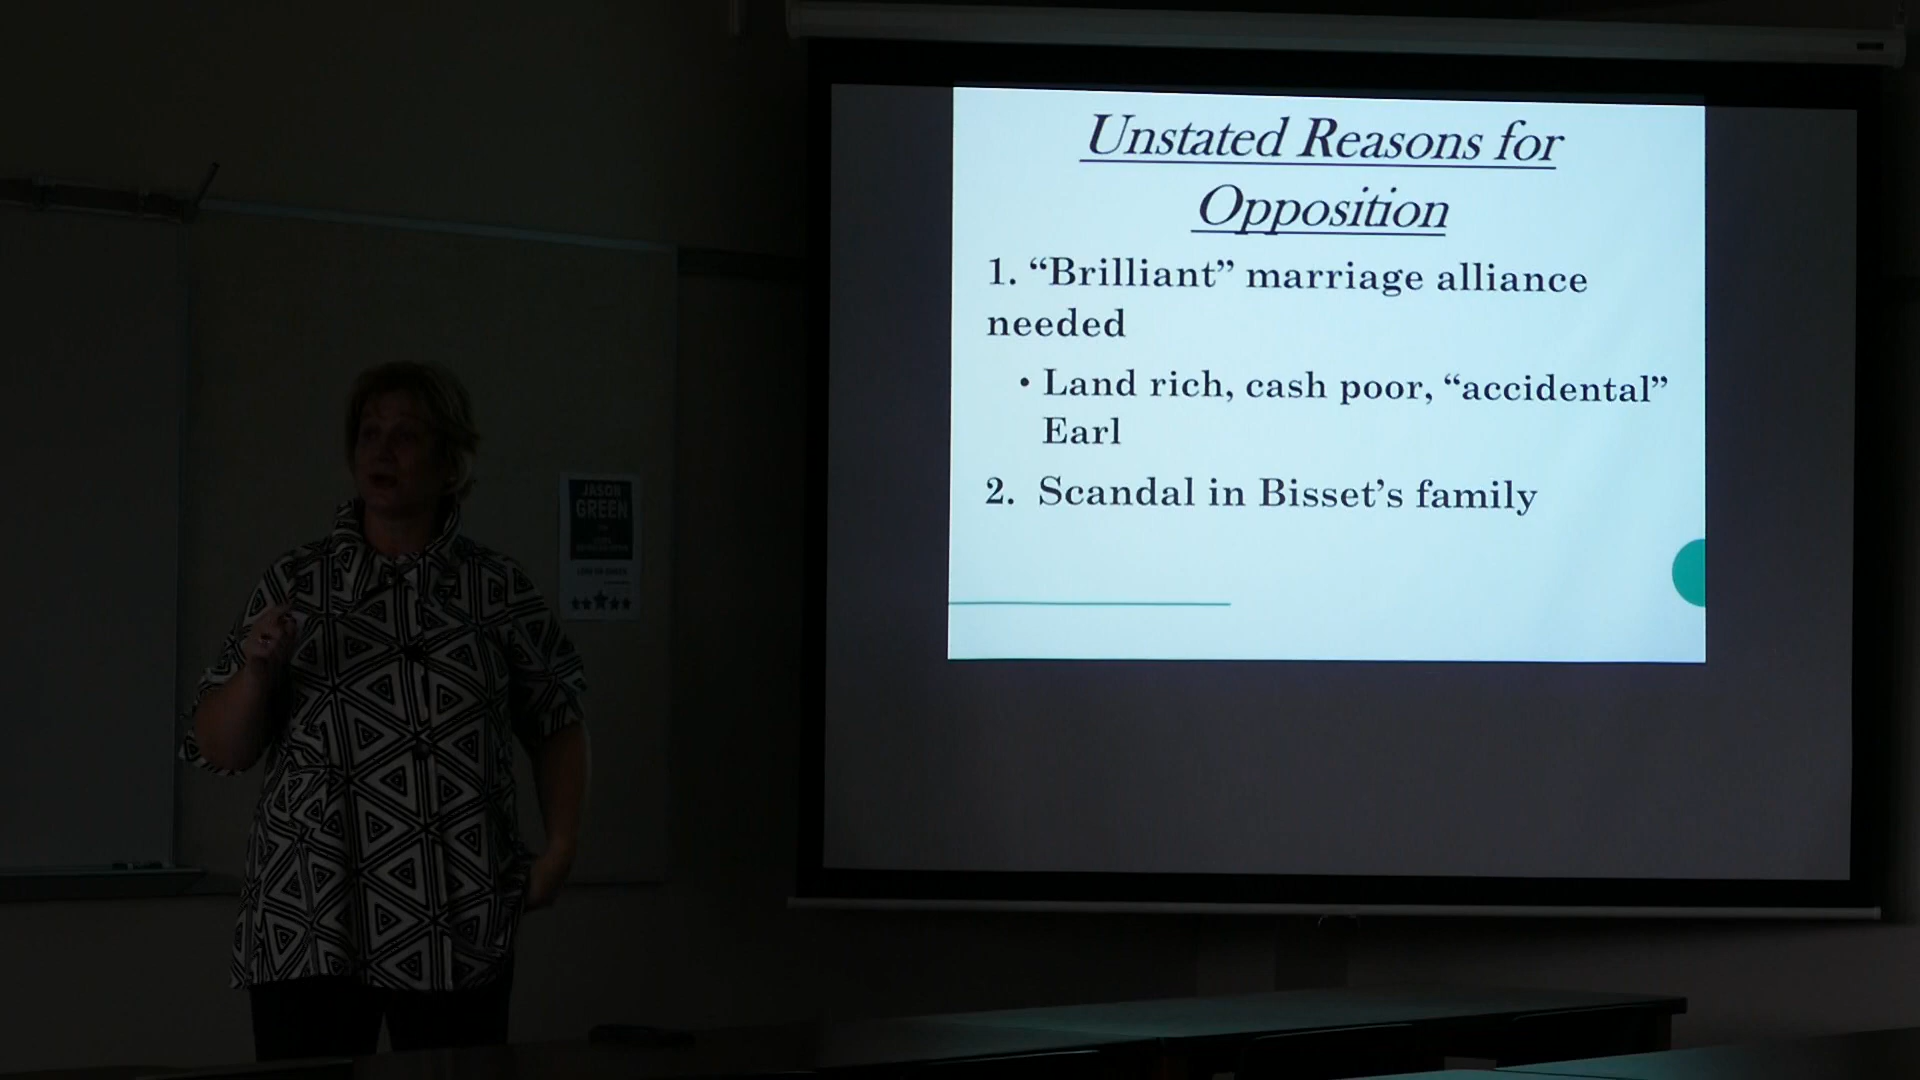 Unstated Reasons for
Opposition
1. “Brilliant” marriage alliance
needed
• Land rich, cash poor, “accidental”
Earl
2. Scandal in Bisset’s family
JASON
GREEN